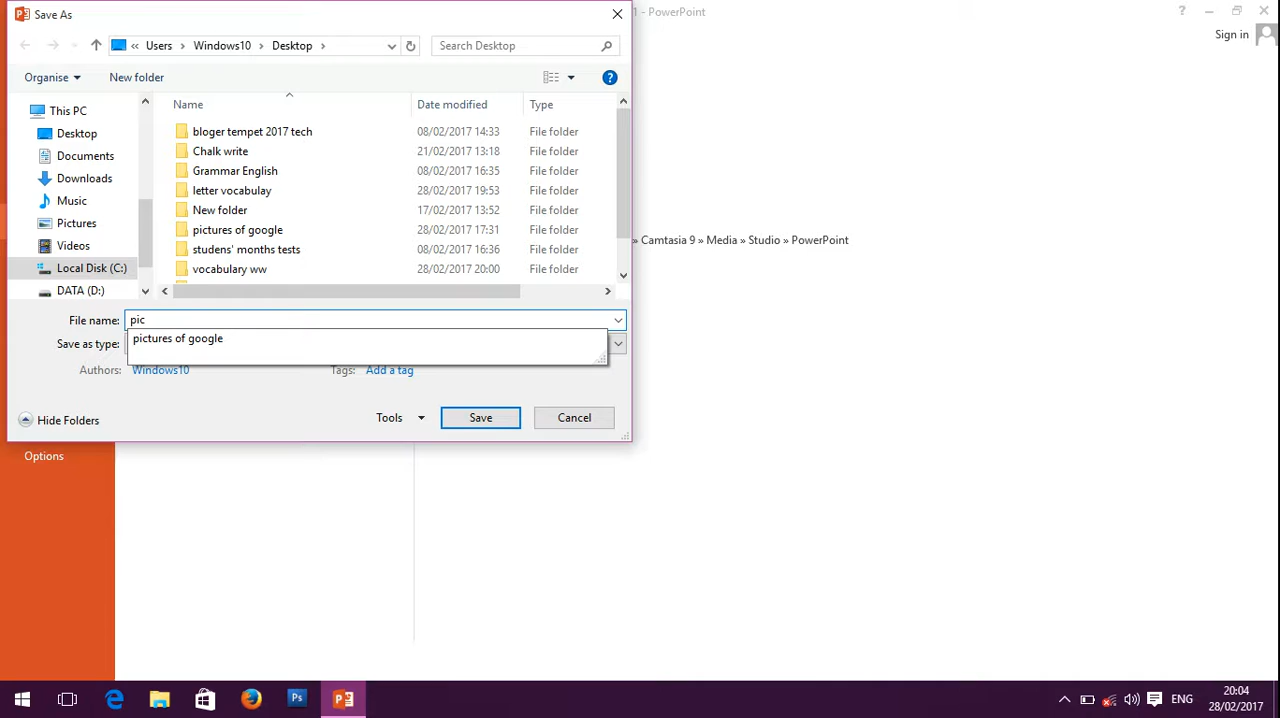 Save As
1 - PowerPoint
?
Sign in
«
Users
Windows10
Desktop
Search Desktop
Organise
New folder
?
This PC
Desktop
Documents
Downloads
Music
Pictures
Videos
Local Disk (C:)
DATA (D:)
Name Date modified Type
bloger tempet 2017 tech 08/02/2017 14:33 File folder
Chalk write 21/02/2017 13:18 File folder
Grammar English 08/02/2017 16:35 File folder
letter vocabulay 28/02/2017 19:53 File folder
New folder 17/02/2017 13:52 File folder
pictures of google 28/02/2017 17:31 File folder
studens' months tests 08/02/2017 16:36 File folder
vocabulary ww 28/02/2017 20:00 File folder
» Camtasia 9 » Media » Studio » PowerPoint
File name: pic
pictures of google
Save as type:
Authors: Windows10 Tags: Add a tag
Hide Folders
Tools
Save
Cancel
Options
Ps
ENG
20:04
28/02/2017